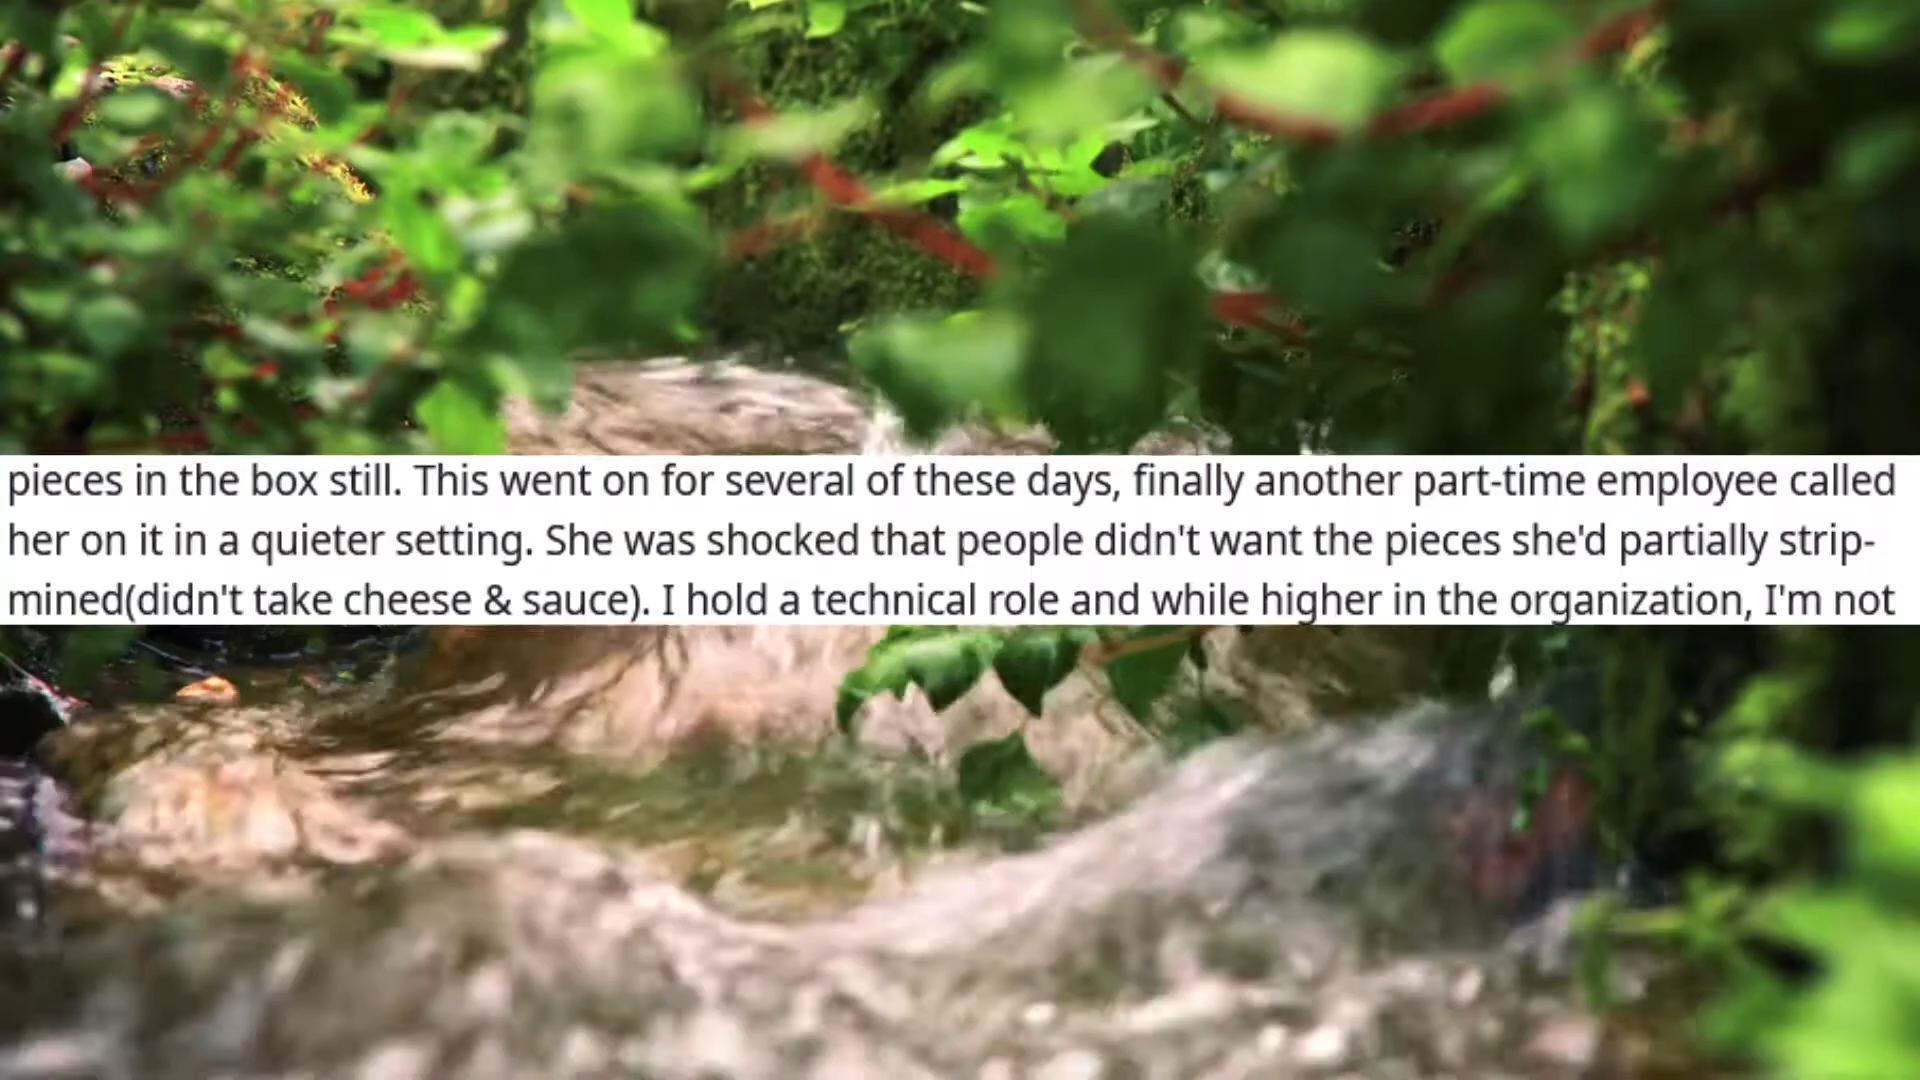 pieces in the box still. This went on for several of these days, finally another part-time employee called
her on it in a quieter setting. She was shocked that people didn't want the pieces she'd partially strip-
mined(didn't take cheese & sauce). I hold a technical role and while higher in the organization, I'm not